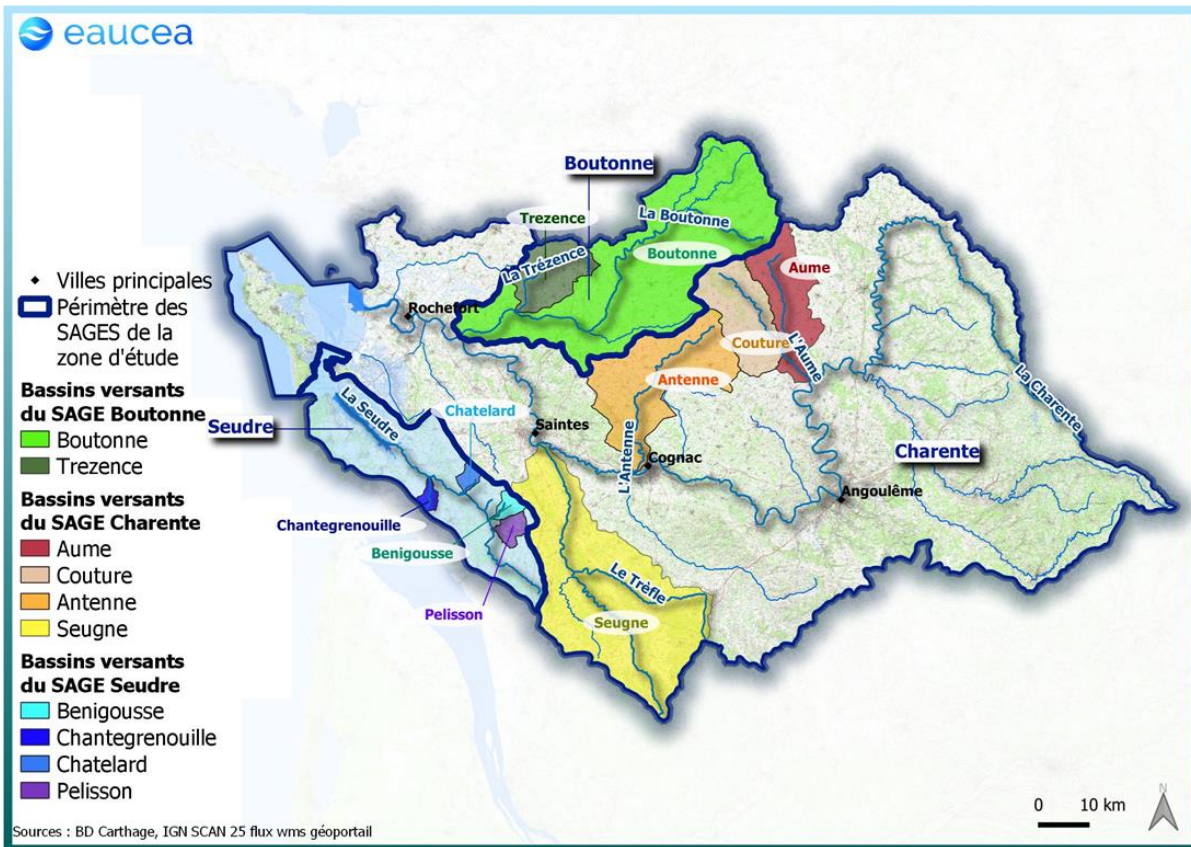 eaucea
Villes principales
Périmètre des
SAGES de la
zone d'étude
Bassins versants
du SAGE Boutonne
Boutonne
Trezence
Bassins versants
du SAGE Charente
Aume
Couture
Antenne
Seugne
Bassins versants
du SAGE Seudre
Benigousse
Chantegrenouille
Chatelard
Pelisson
Boutonne
Trezence
La Boutonne
La Trézence
Boutonne
Aume
Rochefort
Couture
L'Aume
La Charente
Antenne
La Seudre
Seudre
Chatelard
Saintes
L'Antenne
Cognac
Charente
Angoulême
Chantegrenouille
Benigousse
Le Trèfle
Pelisson
Seugne
0 10 km
N
Sources : BD Carthage, IGN SCAN 25 flux wms géoportail